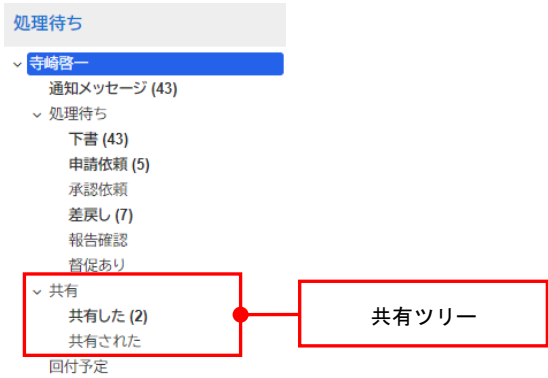 処理待ち
寺崎啓一
通知メッセージ (43)
処理待ち
下書 (43)
申請依頼 (5)
承認依頼
差戻し (7)
報告確認
督促あり
共有
共有した (2)
共有された
回付予定
共有ツリー